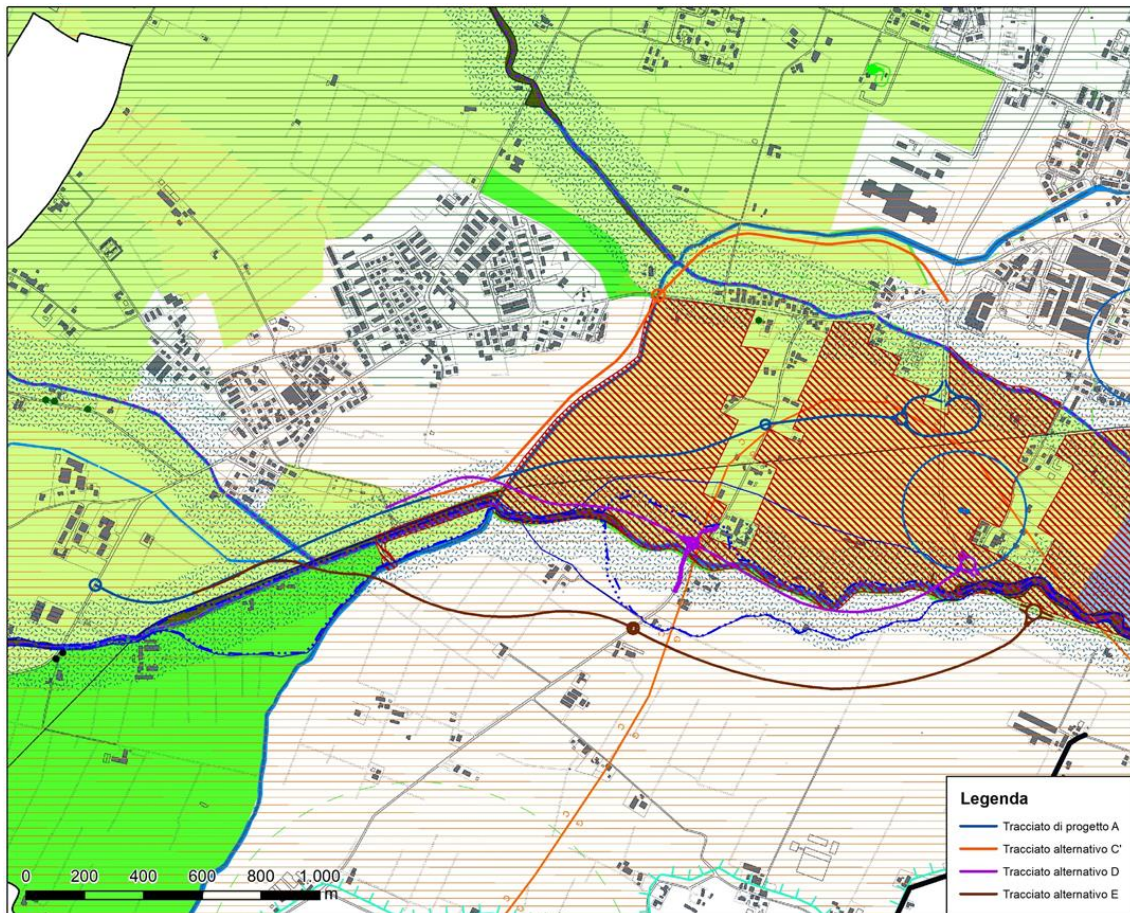 Legenda
Tracciato di progetto A
Tracciato alternativo C'
Tracciato alternativo D
Tracciato alternativo E
0 200 400 600 800 1.000
m